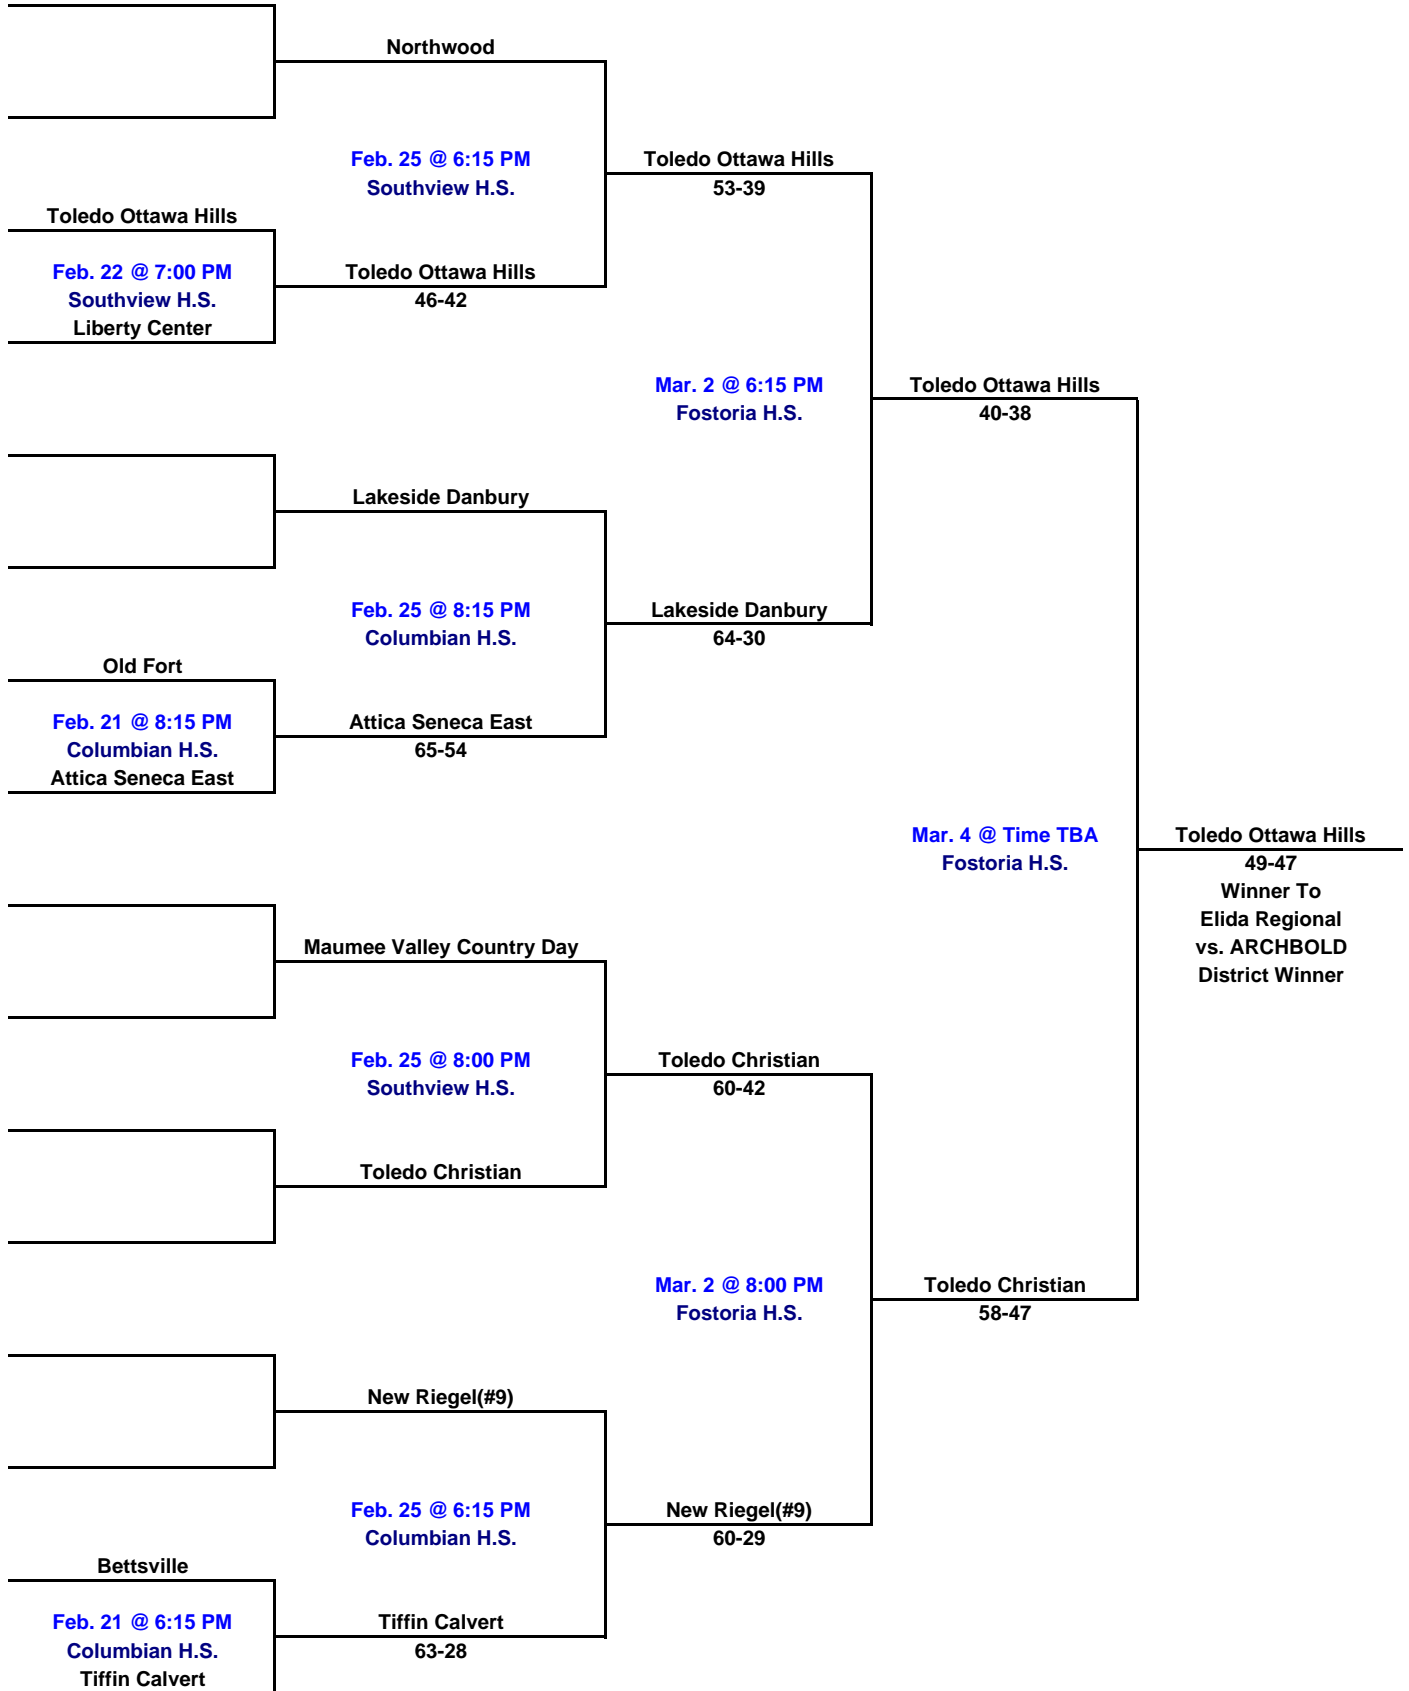 Northwood
Feb. 25 @ 6:15 PM
Southview H.S.
Toledo Ottawa Hills
53-39
Toledo Ottawa Hills
Feb. 22 @ 7:00 PM
Southview H.S.
Liberty Center
Toledo Ottawa Hills
46-42
Mar. 2 @ 6:15 PM
Fostoria H.S.
Toledo Ottawa Hills
40-38
Lakeside Danbury
Feb. 25 @ 8:15 PM
Columbian H.S.
Lakeside Danbury
64-30
Old Fort
Feb. 21 @ 8:15 PM
Columbian H.S.
Attica Seneca East
Attica Seneca East
65-54
Mar. 4 @ Time TBA
Fostoria H.S.
Toledo Ottawa Hills
49-47
Winner To
Elida Regional
vs. ARCHBOLD
District Winner
Maumee Valley Country Day
Feb. 25 @ 8:00 PM
Southview H.S.
Toledo Christian
60-42
Toledo Christian
Mar. 2 @ 8:00 PM
Fostoria H.S.
Toledo Christian
58-47
New Riegel(#9)
Feb. 25 @ 6:15 PM
Columbian H.S.
New Riegel(#9)
60-29
Bettsville
Feb. 21 @ 6:15 PM
Columbian H.S.
Tiffin Calvert
Tiffin Calvert
63-28